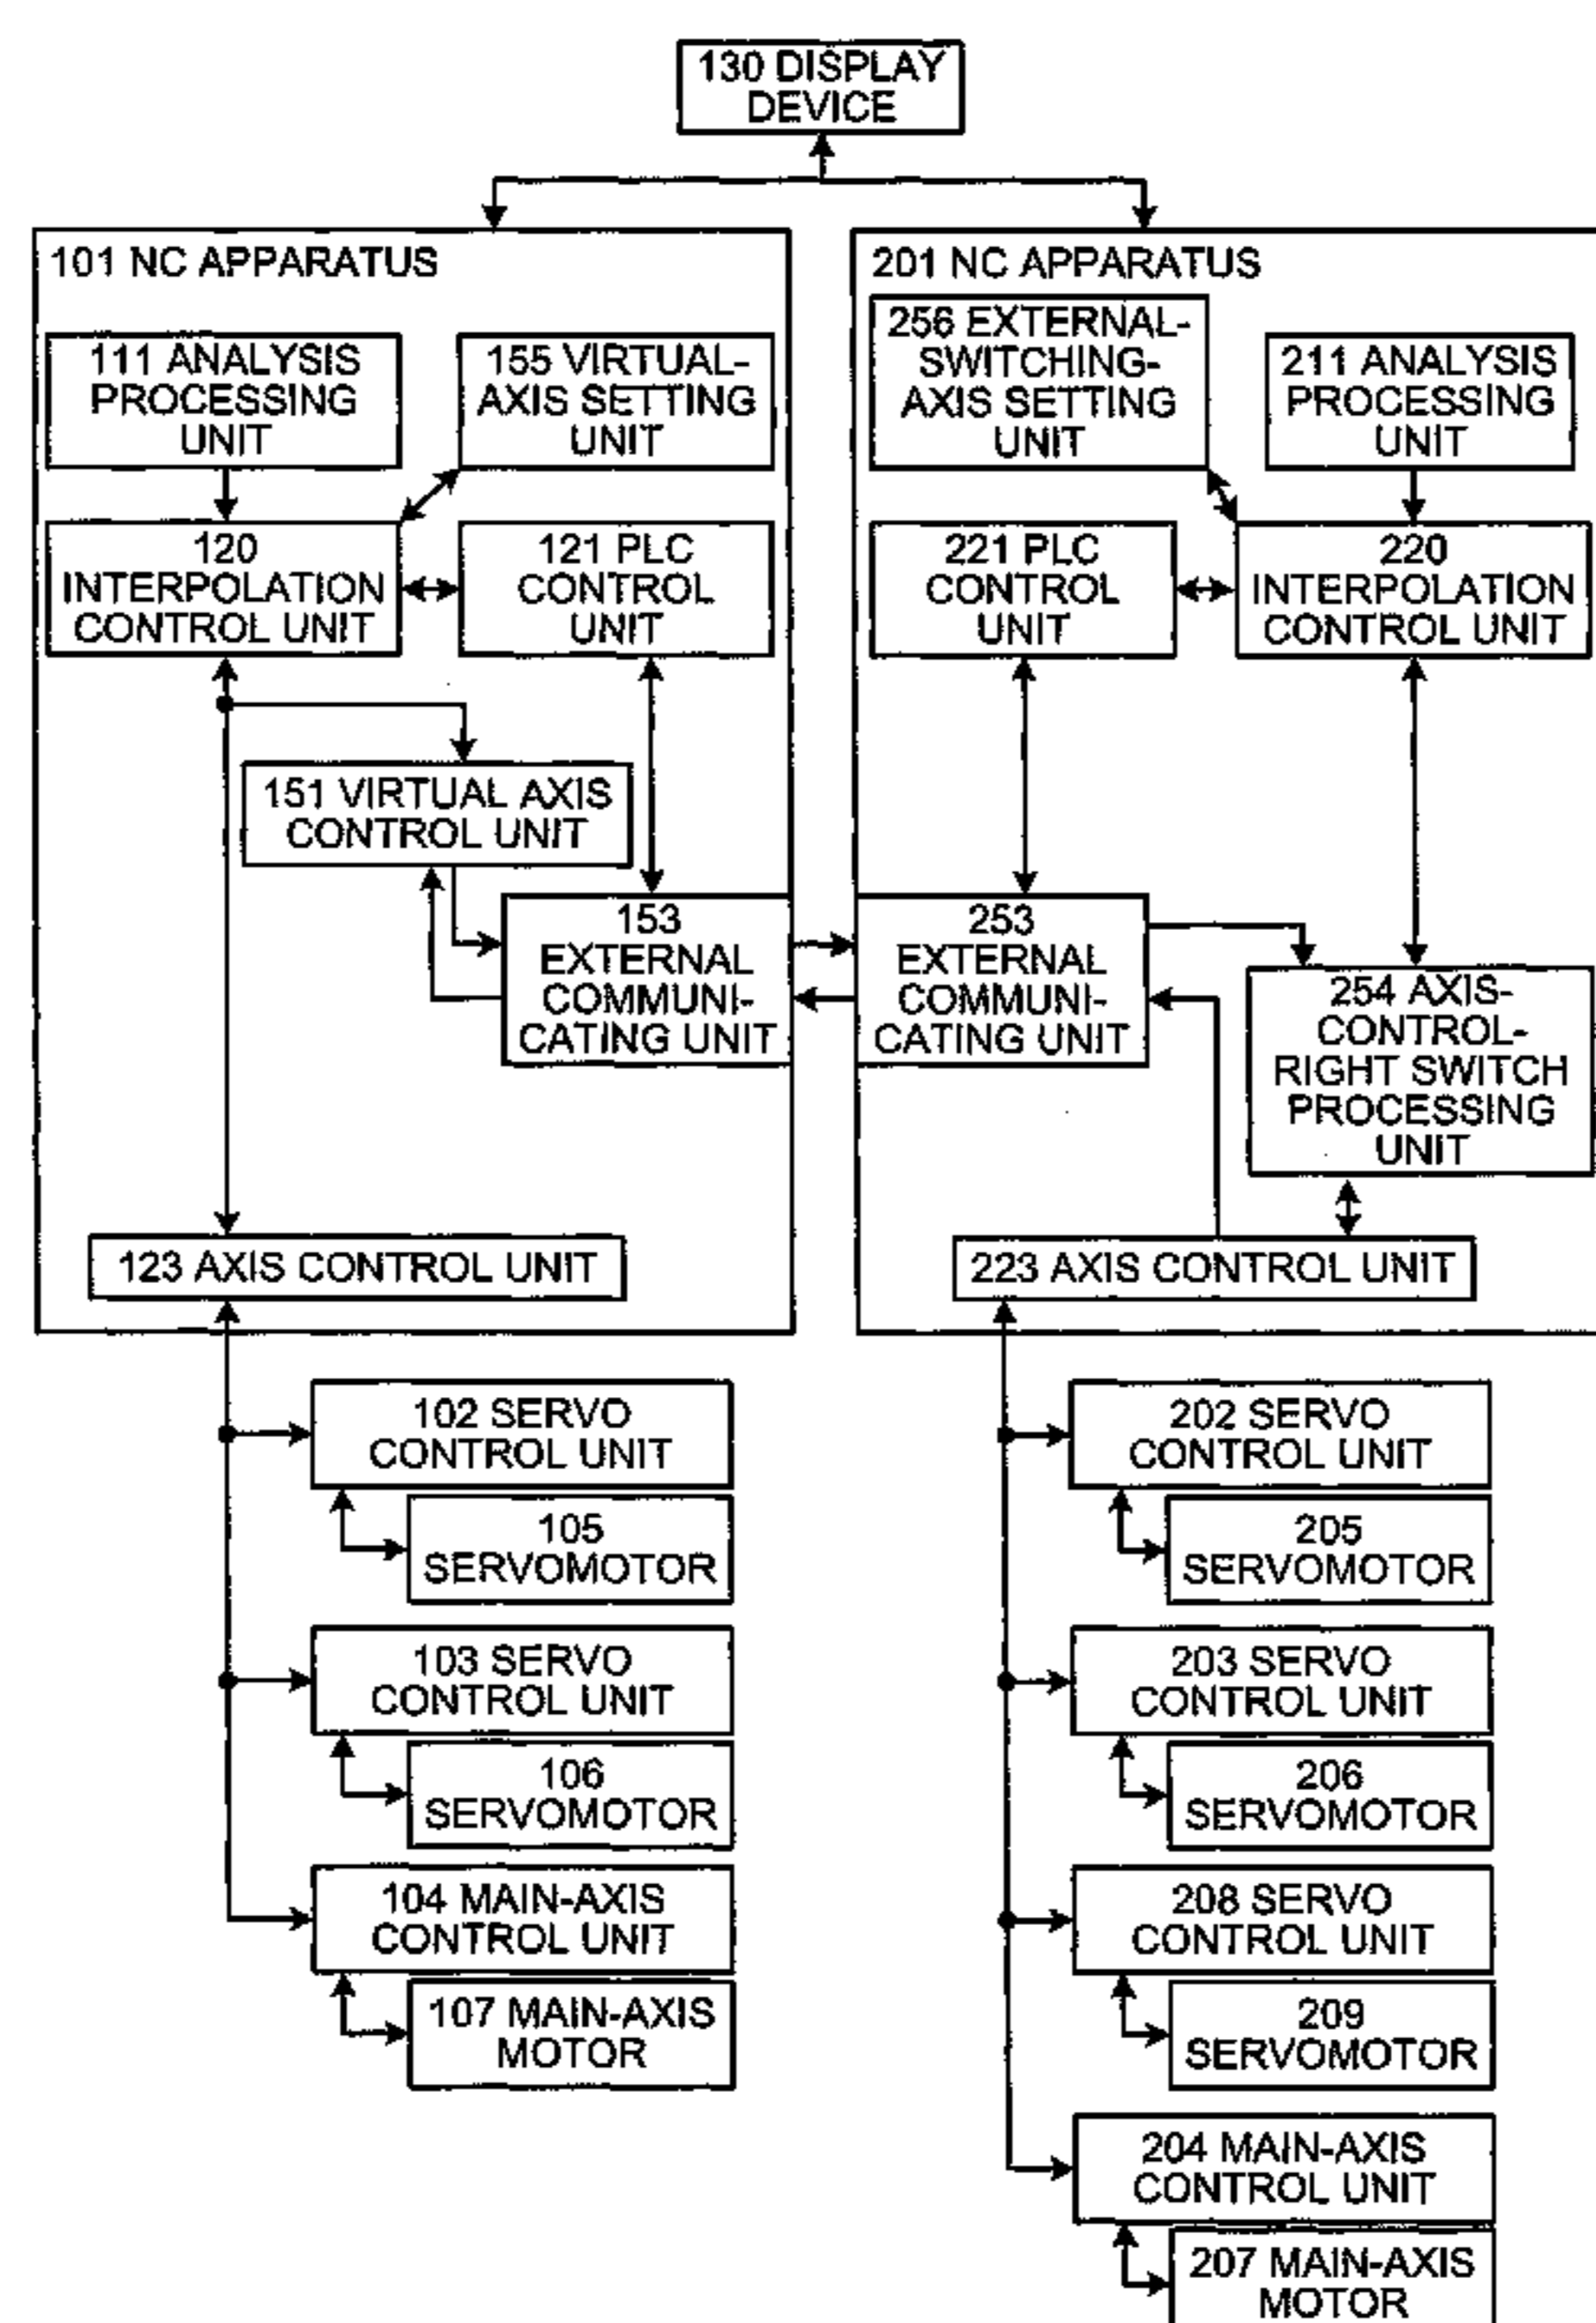 130 DISPLAY
DEVICE
101 NC APPARATUS
111 ANALYSIS
PROCESSING
UNIT
155 VIRTUAL-
AXIS SETTING
UNIT
120
INTERPOLATION
CONTROL UNIT
121 PLC
CONTROL
UNIT
151 VIRTUAL AXIS
CONTROL UNIT
153
EXTERNAL
COMMUNI-
CATING UNIT
123 AXIS CONTROL UNIT
102 SERVO
CONTROL UNIT
105
SERVOMOTOR
103 SERVO
CONTROL UNIT
106
SERVOMOTOR
104 MAIN-AXIS
CONTROL UNIT
107 MAIN-AXIS
MOTOR
201 NC APPARATUS
256 EXTERNAL-
SWITCHING-
AXIS SETTING
UNIT
211 ANALYSIS
PROCESSING
UNIT
221 PLC
CONTROL
UNIT
220
INTERPOLATION
CONTROL UNIT
253
EXTERNAL
COMMUNI-
CATING UNIT
254 AXIS-
CONTROL-
RIGHT SWITCH
PROCESSING
UNIT
223 AXIS CONTROL UNIT
202 SERVO
CONTROL UNIT
205
SERVOMOTOR
203 SERVO
CONTROL UNIT
206
SERVOMOTOR
208 SERVO
CONTROL UNIT
209
SERVOMOTOR
204 MAIN-AXIS
CONTROL UNIT
207 MAIN-AXIS
MOTOR